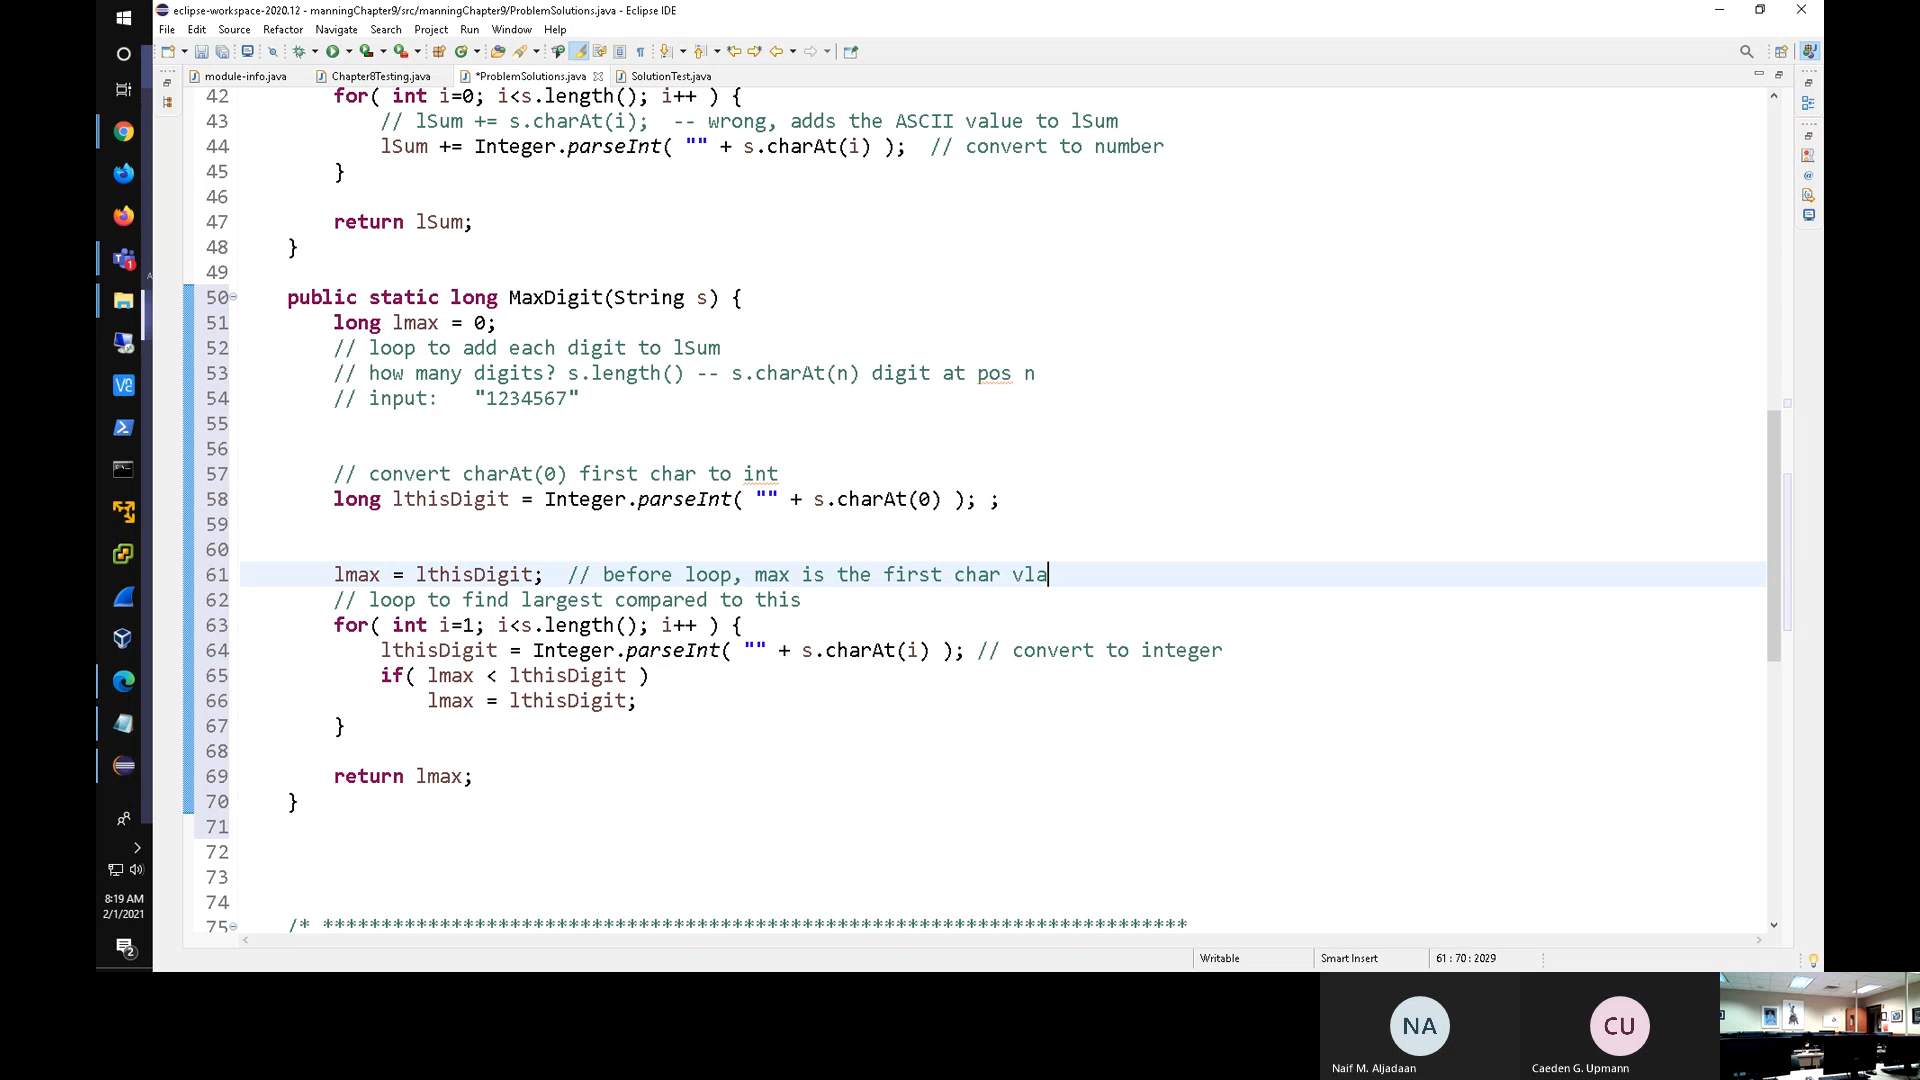 eclipse-workspace-2020.12 - manningChapter9/src/manningChapter9/ProblemSolutions.java - Eclipse IDE
File Edit Source Refactor Navigate Search Project Run Window Help
module-info.java Chapter8Testing.java *ProblemSolutions.java SolutionTest.java
42 for( int i=0; i<s.length(); i++ ) {
43 // lSum += s.charAt(i);  -- wrong, adds the ASCII value to lSum
44 lSum += Integer.parseInt( "" + s.charAt(i) );  // convert to number
45 }
46
47 return lSum;
48 }
49
50 public static long MaxDigit(String s) {
51 long lmax = 0;
52 // loop to add each digit to lSum
53 // how many digits? s.length() -- s.charAt(n) digit at pos n
54 // input:   "1234567"
55
56
57 // convert charAt(0) first char to int
58 long lthisDigit = Integer.parseInt( "" + s.charAt(0) ); ;
59
60
61 lmax = lthisDigit;  // before loop, max is the first char vla
62 // loop to find largest compared to this
63 for( int i=1; i<s.length(); i++ ) {
64 lthisDigit = Integer.parseInt( "" + s.charAt(i) ); // convert to integer
65 if( lmax < lthisDigit )
66 lmax = lthisDigit;
67 }
68
69 return lmax;
70 }
71
72
73
74
75 /* **************************************************************************
Writable Smart Insert 61 : 70 : 2029
8:19 AM
2/1/2021
2
NA
Naif M. Aljadaan
CU
Caeden G. Upmann